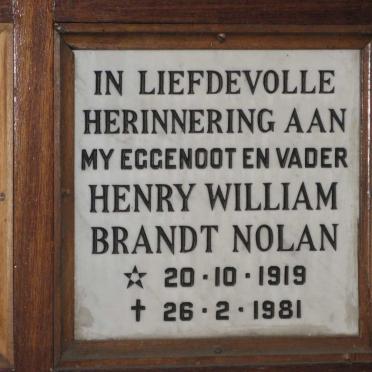 IN LIEFDEVOLLE
HERINNERING AAN
MY EGGENOOT EN VADER
HENRY WILLIAM
BRANDT NOLAN
☆ 20·10·1919
✝ 26·2·1981